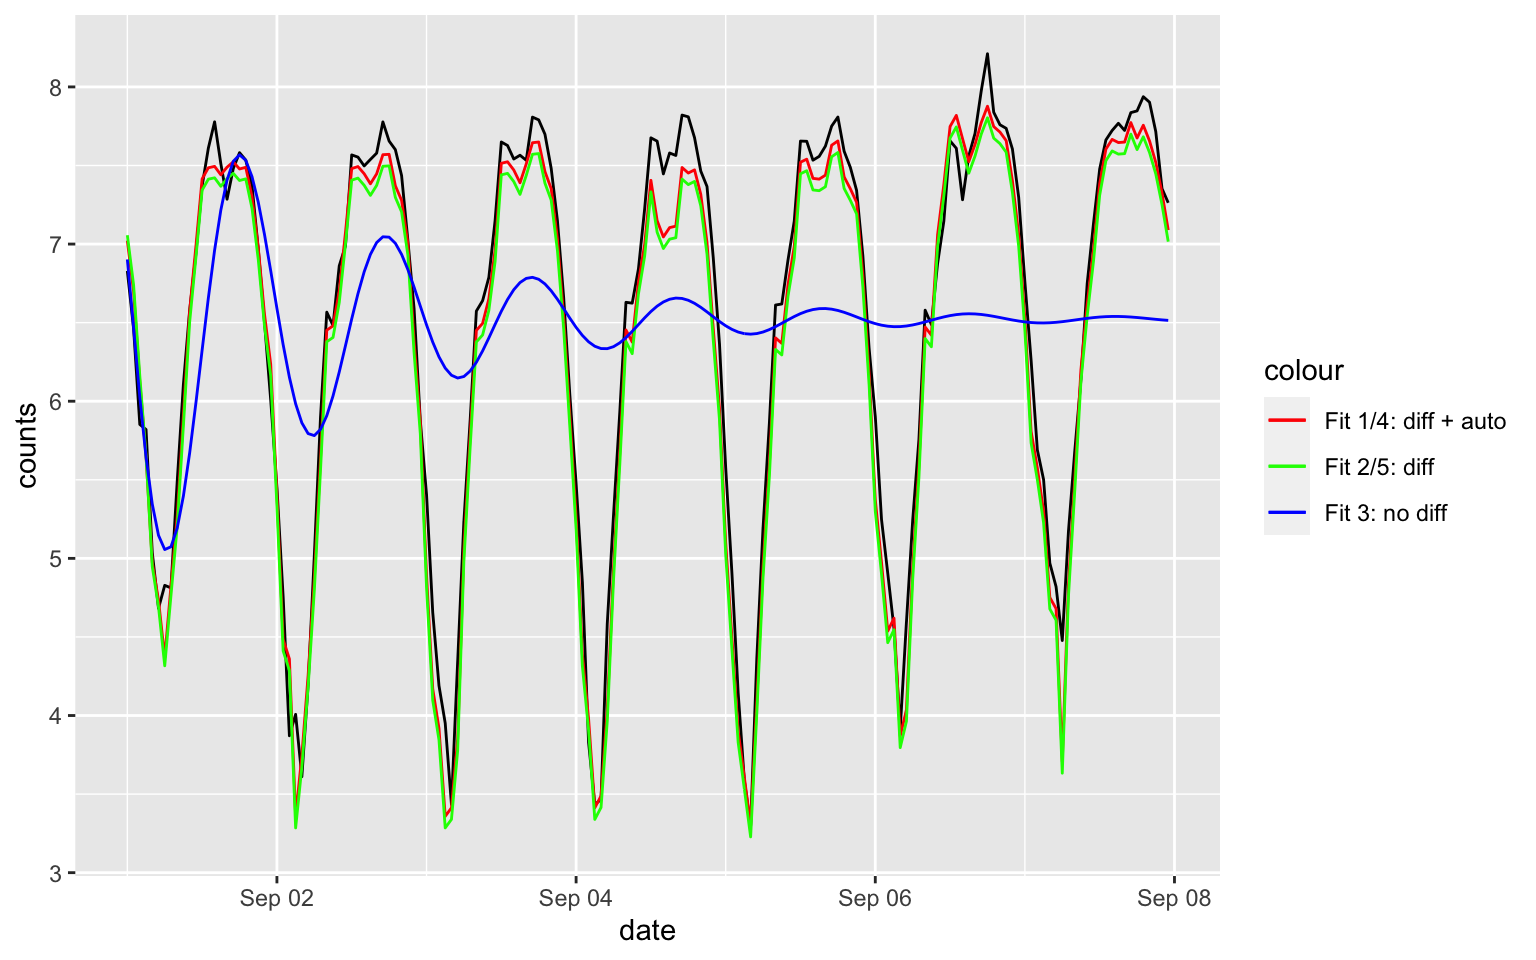 counts
8
7
6
5
4
3
Sep 02
Sep 04
Sep 06
Sep 08
date
colour
Fit 1/4: diff + auto
Fit 2/5: diff
Fit 3: no diff